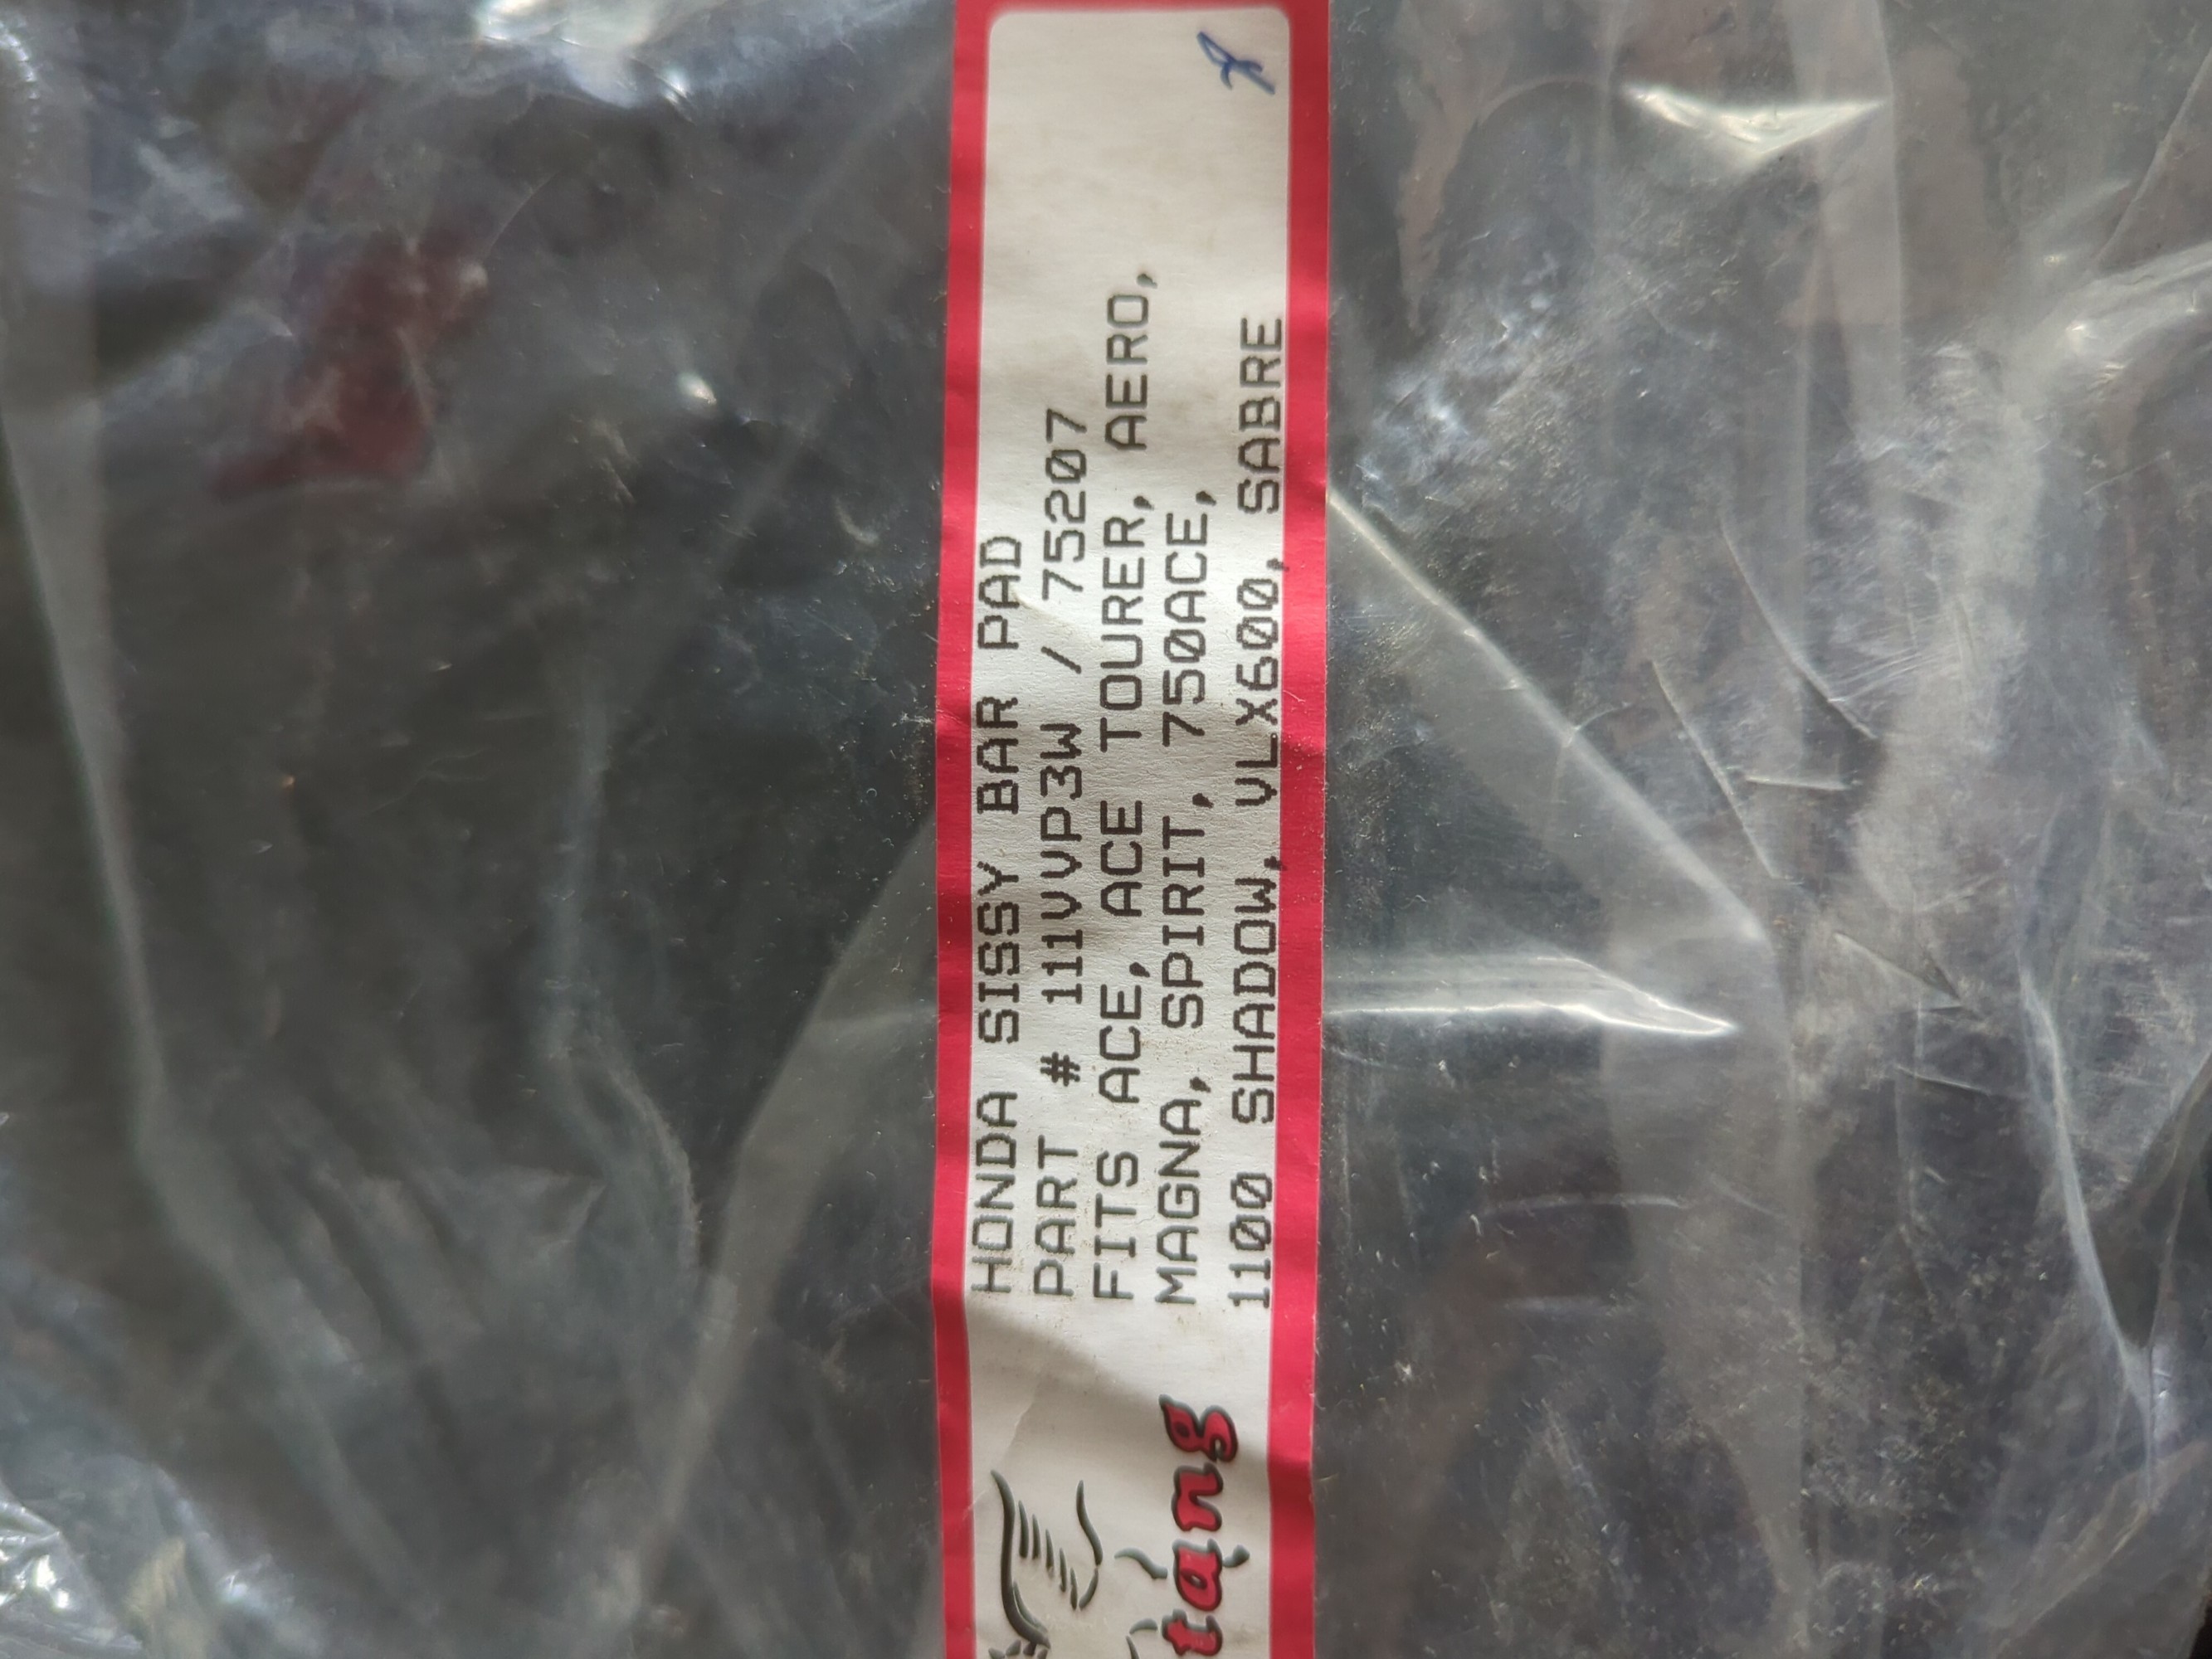 HONDA SISSY BAR PAD
PART # 111VVP3W / 75207
FITS ACE, ACE TOURER, AERO,
MAGNA, SPIRIT, 750ACE,
1100 SHADOW, VLX600, SABRE
tang